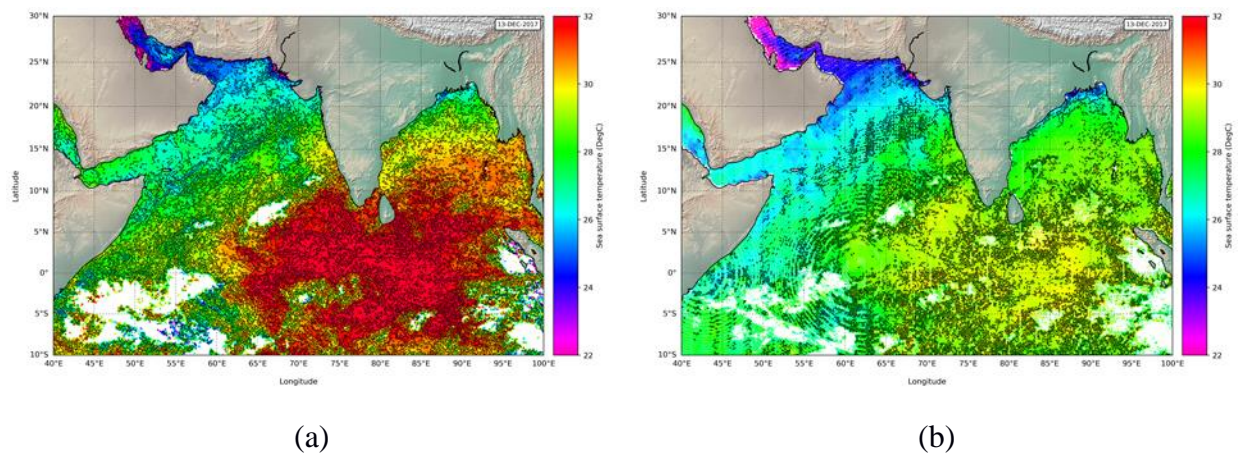 13-DEC-2017
30°N
25°N
20°N
15°N
10°N
5°N
0°
5°S
10°S
Latitude
40°E 45°E 50°E 55°E 60°E 65°E 70°E 75°E 80°E 85°E 90°E 95°E 100°E
Longitude
32
30
28
26
24
22
Sea surface temperature (DegC)
13-DEC-2017
30°N
25°N
20°N
15°N
10°N
5°N
0°
5°S
10°S
Latitude
40°E 45°E 50°E 55°E 60°E 65°E 70°E 75°E 80°E 85°E 90°E 95°E 100°E
Longitude
32
30
28
26
24
22
Sea surface temperature (DegC)
(a) (b)